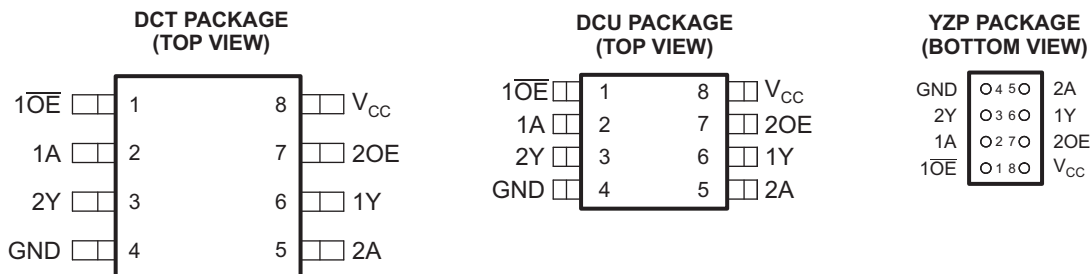 DCT PACKAGE
(TOP VIEW)
1O̅E̅ 1 8 VCC
1A 2 7 2OE
2Y 3 6 1Y
GND 4 5 2A
DCU PACKAGE
(TOP VIEW)
1O̅E̅ 1 8 VCC
1A 2 7 2OE
2Y 3 6 1Y
GND 4 5 2A
YZP PACKAGE
(BOTTOM VIEW)
GND 4 5 2A
2Y 3 6 1Y
1A 2 7 2OE
1O̅E̅ 1 8 VCC